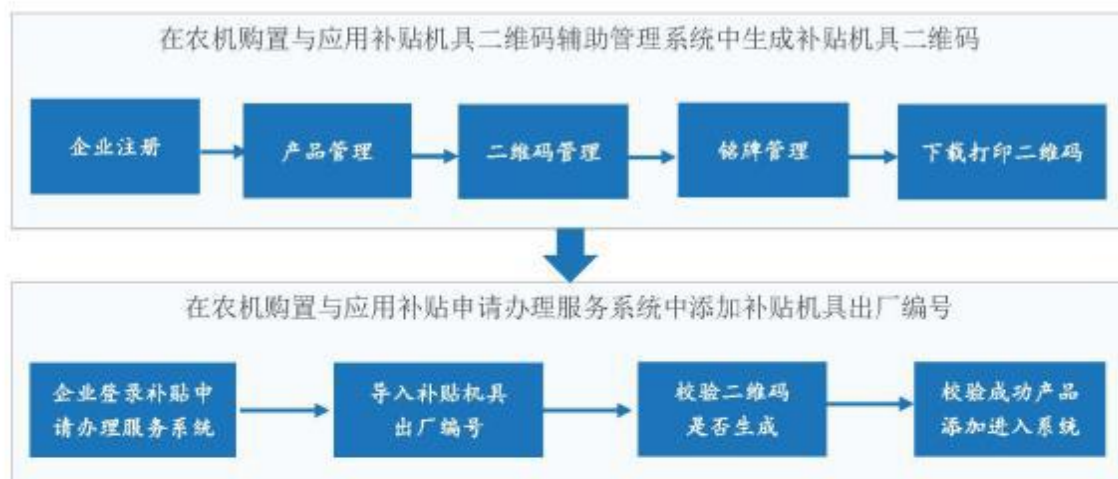 在农机购置与应用补贴机具二维码辅助管理系统中生成补贴机具二维码
企业注册
产品管理
二维码管理
铭牌管理
下载打印二维码
在农机购置与应用补贴申请办理服务系统中添加补贴机具出厂编号
企业登录补贴申
请办理服务系统
导入补贴机具
出厂编号
校验二维码
是否生成
校验成功产品
添加进入系统